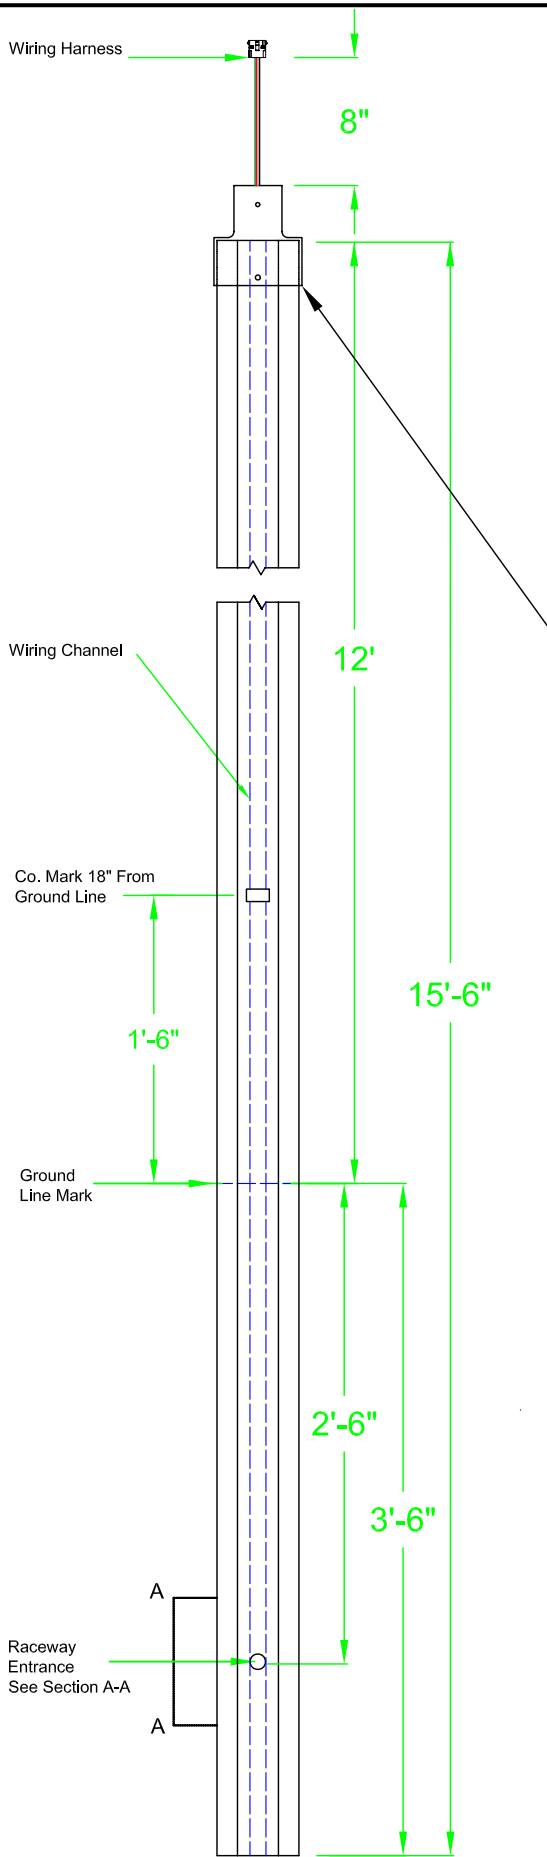 Wiring Harness
8"
Wiring Channel
12'
Co. Mark 18" From
Ground Line
15'-6"
1'-6"
Ground
Line Mark
2'-6"
3'-6"
A
Raceway
Entrance
See Section A-A
A